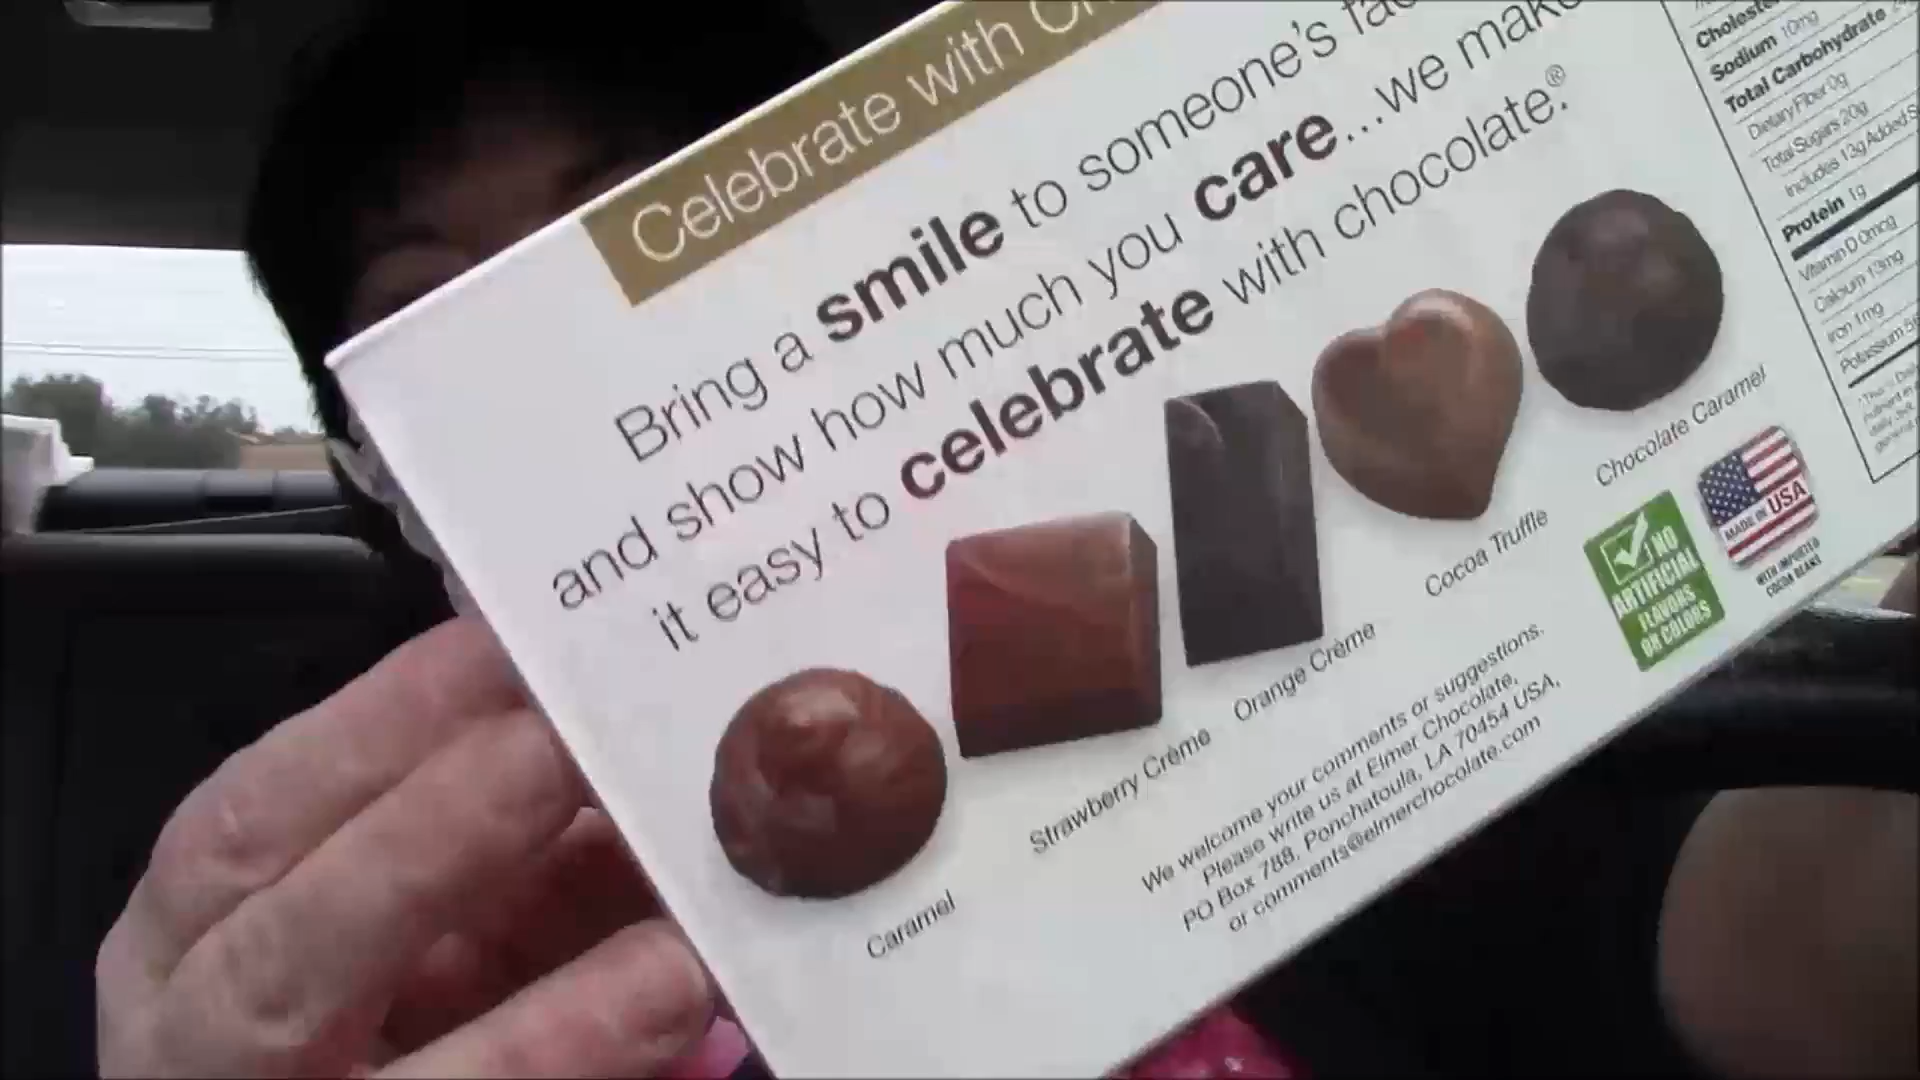 Celebrate with
Bring a smile to someone's
and show how much you care...we make
it easy to celebrate with chocolate.®
Caramel
Strawberry Crème
Orange Crème
Cocoa Truffle
Chocolate Caramel
We welcome your comments or suggestions.
Please write us at Elmer Chocolate,
PO Box 788, Ponchatoula, LA 70454 USA,
or comments@elmerchocolate.com
NO
ARTIFICIAL
FLAVORS
OR COLORS
MADE IN USA
WITH IMPORTED
COCOA BEANS
Sodium 10mg
Total Carbohydrate
Dietary Fiber 0g
Total Sugars 20g
Includes 13g Added
Protein 1g
Vitamin D 0mcg
Calcium 13mg
Iron 1mg
Potassium